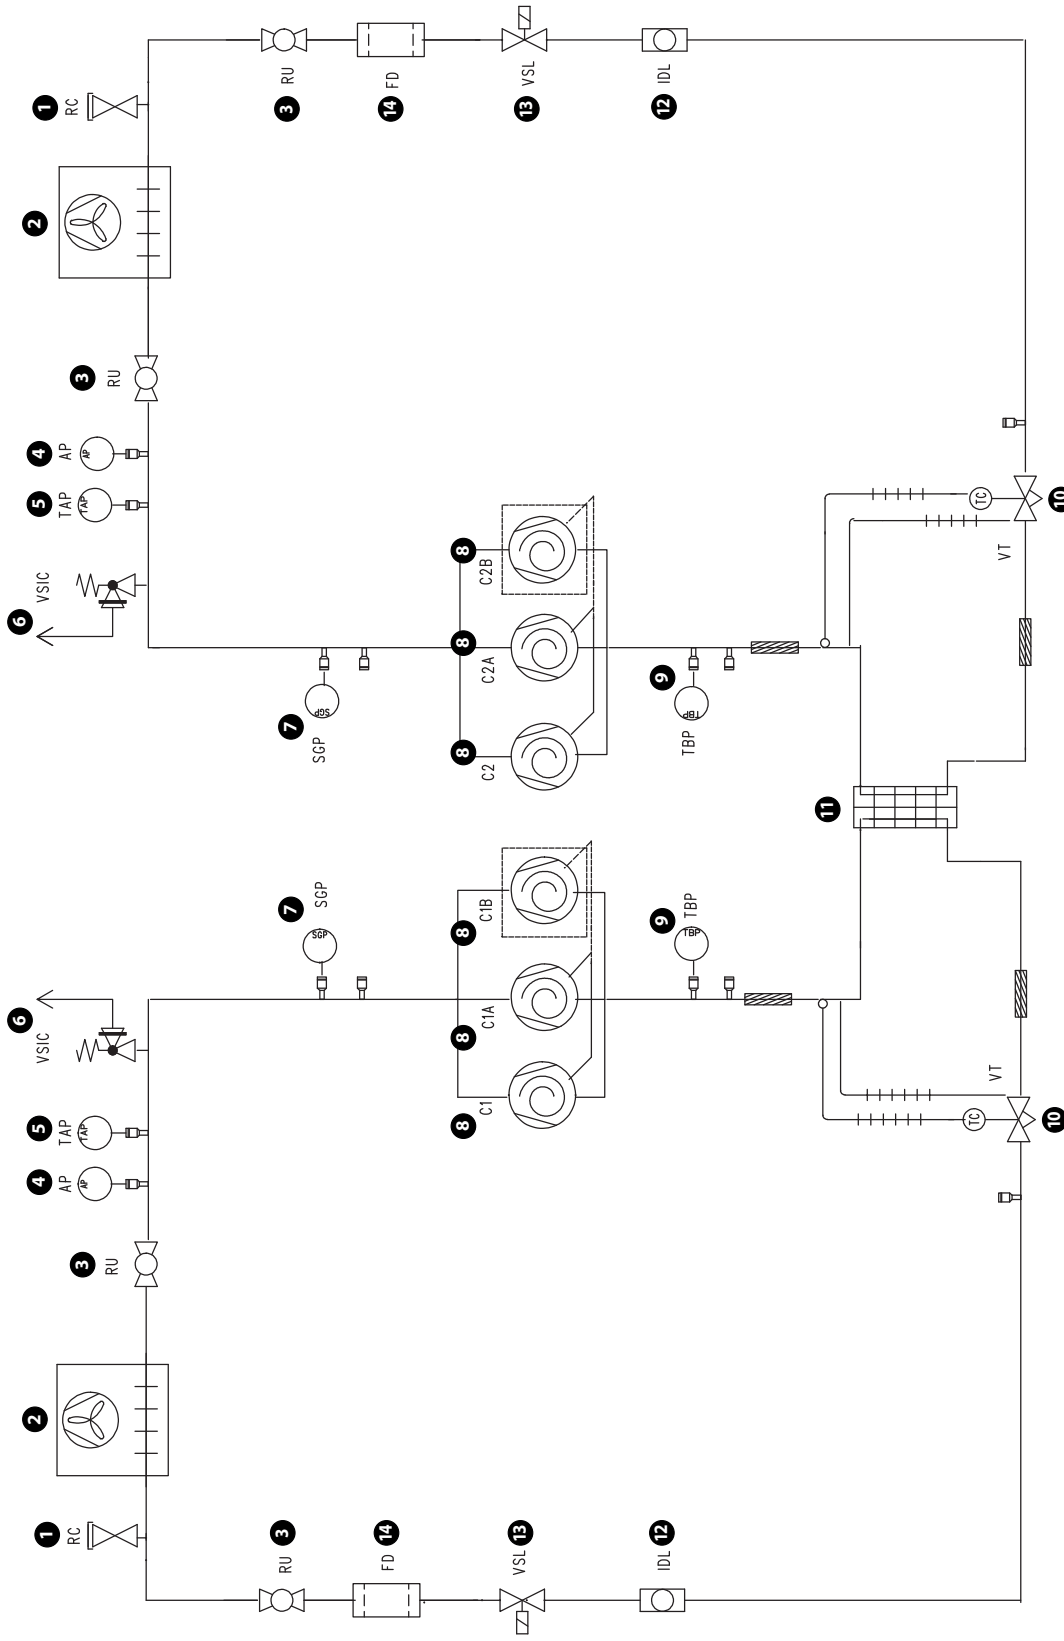 1
RC
2
3
RU
4
AP
AP
5
TAP
TAP
6
VSIC
6
VSIC
5
TAP
TAP
4
AP
AP
3
RU
2
1
RC
3
RU
7
SGP
SGP
7
SGP
SGP
3
RU
14
FD
14
FD
8
C1
8
C1A
8
C1B
8
C2
8
C2A
8
C2B
13
VSL
13
VSL
12
IDL
9
TBP
TBP
9
TBP
TBP
12
IDL
11
TC
VT
10
TC
VT
10